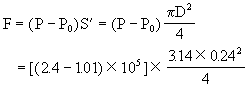 F = (P - P₀)S′ = (P - P₀) πD²/4
= [(2.4 - 1.01) × 10⁵] × 3.14 × 0.24²/4